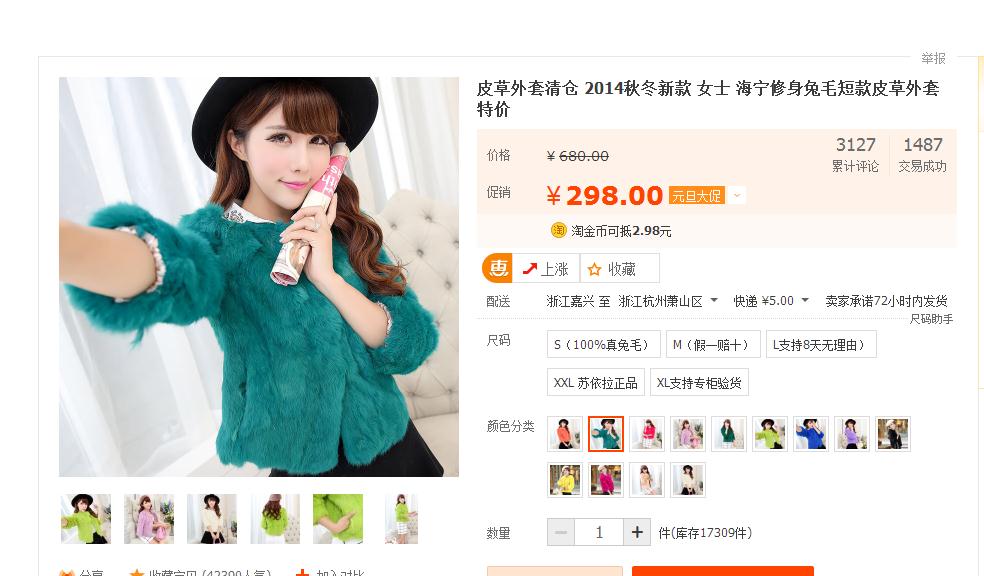 举报
皮草外套清仓 2014秋冬新款 女士 海宁修身兔毛短款皮草外套
特价
价格 ¥ 680.00
3127 累计评论
1487 交易成功
促销 ¥ 298.00 元旦大促
淘 淘金币可抵2.98元
惠 上涨 收藏
配送 浙江嘉兴 至 浙江杭州萧山区 快递 ¥5.00 卖家承诺72小时内发货
尺码助手
尺码 S（100%真兔毛） M（假一赔十） L支持8天无理由）
XXL 苏依拉正品 XL支持专柜验货
颜色分类
数量 − 1 + 件(库存17309件)
分享 收藏宝贝 (42300人气) 加入对比